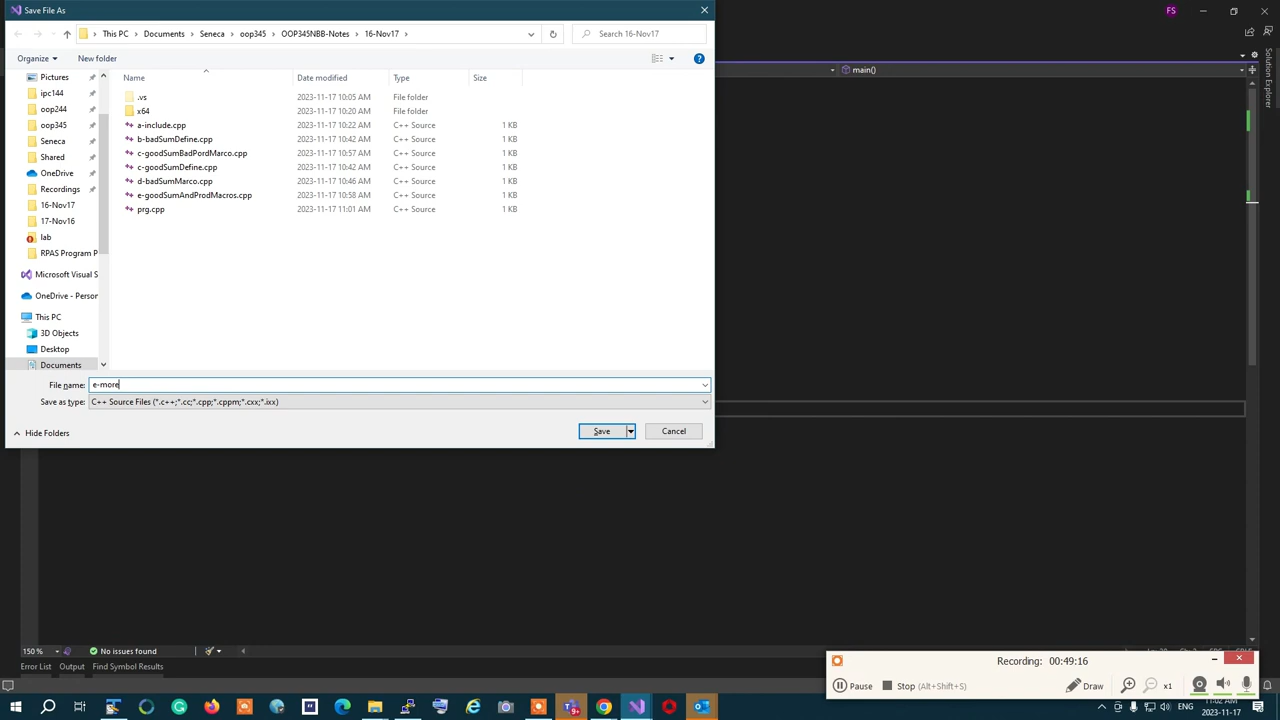 Save File As
FS
This PC > Documents > Seneca > oop345 > OOP345NBB-Notes > 16-Nov17 >
Search 16-Nov17
Organize
New folder
main()
Solution Explorer
Name
Date modified
Type
Size
Pictures
ipc144
oop244
oop345
Seneca
Shared
OneDrive
Recordings
16-Nov17
17-Nov16
lab
RPAS Program P
Microsoft Visual S
OneDrive - Person
This PC
3D Objects
Desktop
Documents
.vs 2023-11-17 10:05 AM File folder
x64 2023-11-17 10:20 AM File folder
a-include.cpp 2023-11-17 10:22 AM C++ Source 1 KB
b-badSumDefine.cpp 2023-11-17 10:42 AM C++ Source 1 KB
c-goodSumBadPordMarco.cpp 2023-11-17 10:57 AM C++ Source 1 KB
c-goodSumDefine.cpp 2023-11-17 10:42 AM C++ Source 1 KB
d-badSumMarco.cpp 2023-11-17 10:46 AM C++ Source 1 KB
e-goodSumAndProdMacros.cpp 2023-11-17 10:58 AM C++ Source 1 KB
prg.cpp 2023-11-17 11:01 AM C++ Source 1 KB
File name: e-more
Save as type: C++ Source Files (*.c++;*.cc;*.cpp;*.cppm;*.cxx;*.ixx)
Hide Folders
Save
Cancel
150 %
No issues found
Error List
Output
Find Symbol Results
Recording: 00:49:16
Pause
Stop (Alt+Shift+S)
Draw
x1
ENG
11:02 AM
2023-11-17